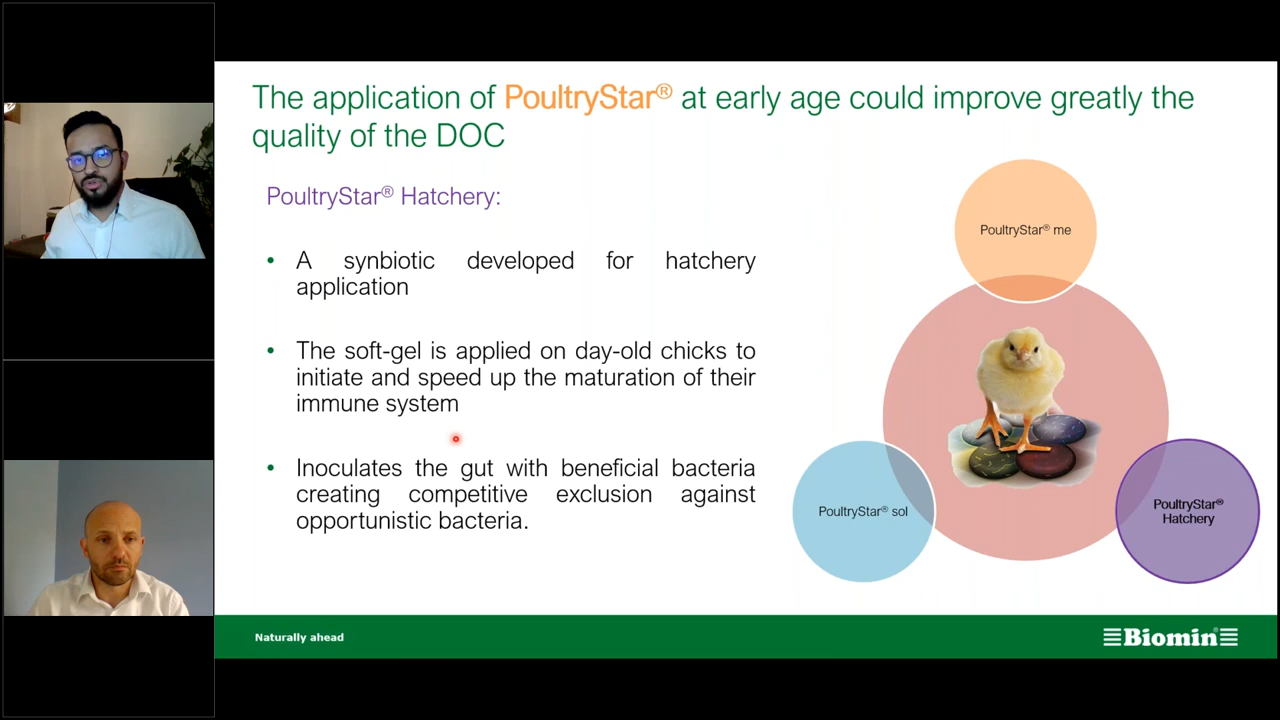 The application of PoultryStar® at early age could improve greatly the
quality of the DOC
PoultryStar® Hatchery:
• A synbiotic developed for hatchery
application
• The soft-gel is applied on day-old chicks to
initiate and speed up the maturation of their
immune system
• Inoculates the gut with beneficial bacteria
creating competitive exclusion against
opportunistic bacteria.
PoultryStar® me
PoultryStar® sol
PoultryStar®
Hatchery
Naturally ahead
Biomin®